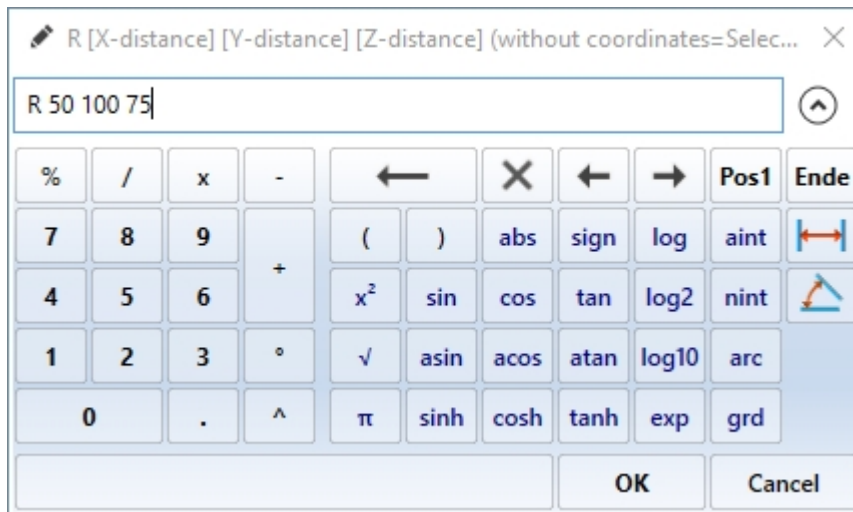 R [X-distance] [Y-distance] [Z-distance] (without coordinates=Selec...
R 50 100 75
% / x - Pos1 Ende
7 8 9 ( ) abs sign log aint
+
4 5 6 x² sin cos tan log2 nint
1 2 3 ° √ asin acos atan log10 arc
0 . ^ π sinh cosh tanh exp grd
OK Cancel